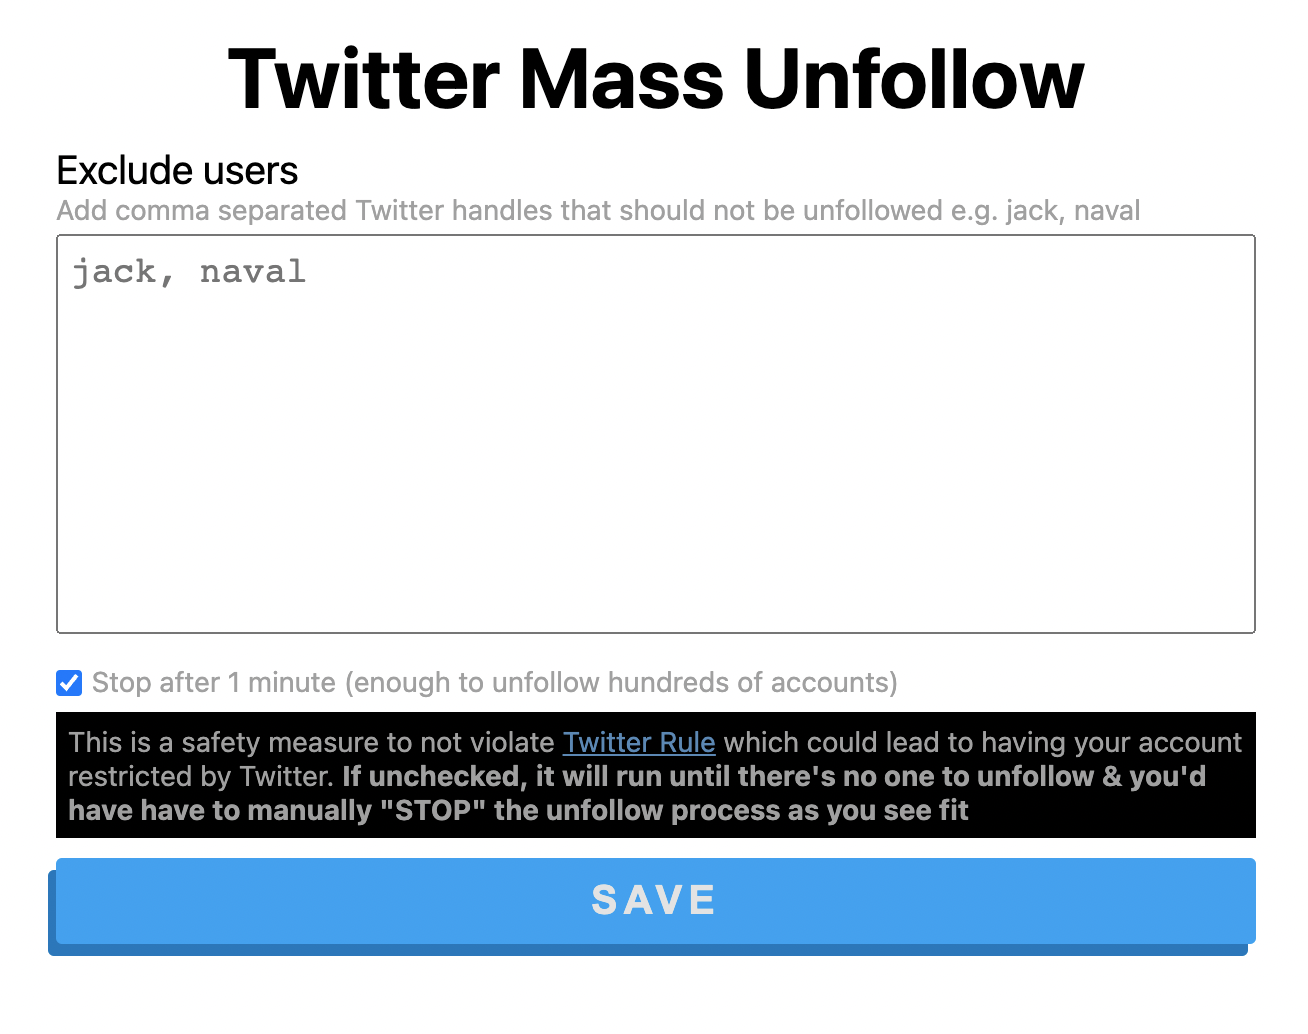 Twitter Mass Unfollow
Exclude users
Add comma separated Twitter handles that should not be unfollowed e.g. jack, naval
jack, naval
Stop after 1 minute (enough to unfollow hundreds of accounts)
This is a safety measure to not violate Twitter Rule which could lead to having your account
restricted by Twitter. If unchecked, it will run until there's no one to unfollow & you'd
have have to manually "STOP" the unfollow process as you see fit
SAVE